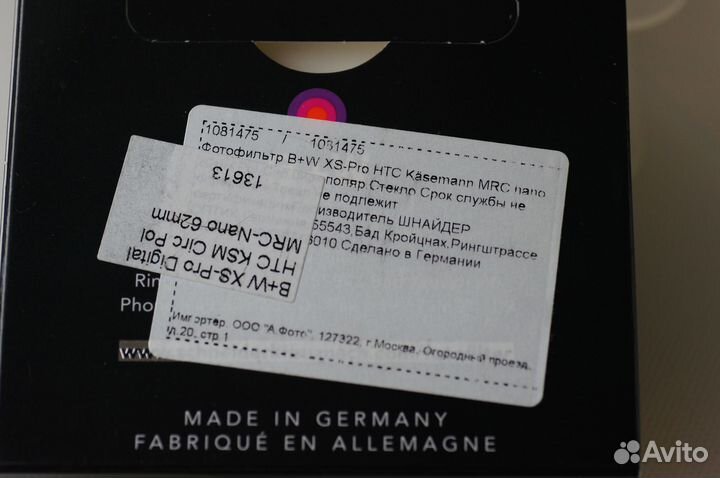 1081475 / 1081475
Фотофильтр B+W XS-Pro HTC Käsemann MRC nano
поляр.Стекло Срок службы не
не подлежит
изводитель ШНАЙДЕР
55543,Бад Кройцнах,Рингштрассе
6010 Сделано в Германии
Импортер, ООО "А.Фото", 127322, г.Москва, Огородный проезд,
д.20, стр 1
B+W XS-Pro Digital
HTC KSM Circ Pol
MRC-Nano 62mm
13613
Rin
Pho
ww
MADE IN GERMANY
FABRIQUÉ EN ALLEMAGNE
Avito